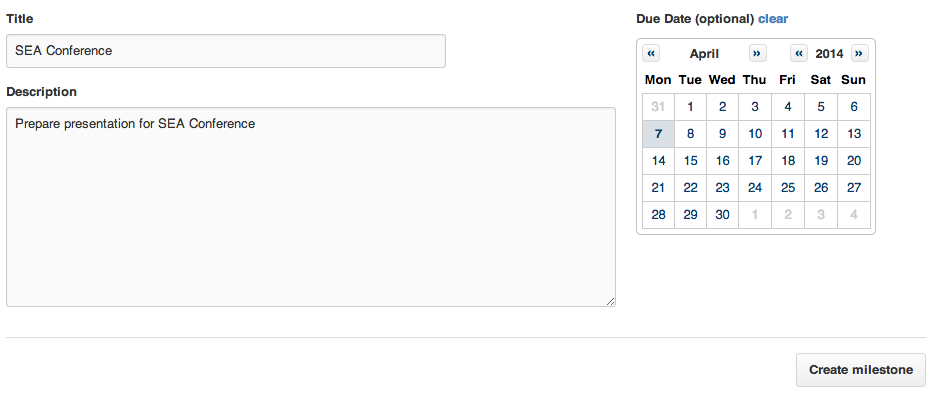 Title
SEA Conference
Description
Prepare presentation for SEA Conference
Due Date (optional) clear
« April » « 2014 »
Mon Tue Wed Thu Fri Sat Sun
31 1 2 3 4 5 6
7 8 9 10 11 12 13
14 15 16 17 18 19 20
21 22 23 24 25 26 27
28 29 30 1 2 3 4
Create milestone